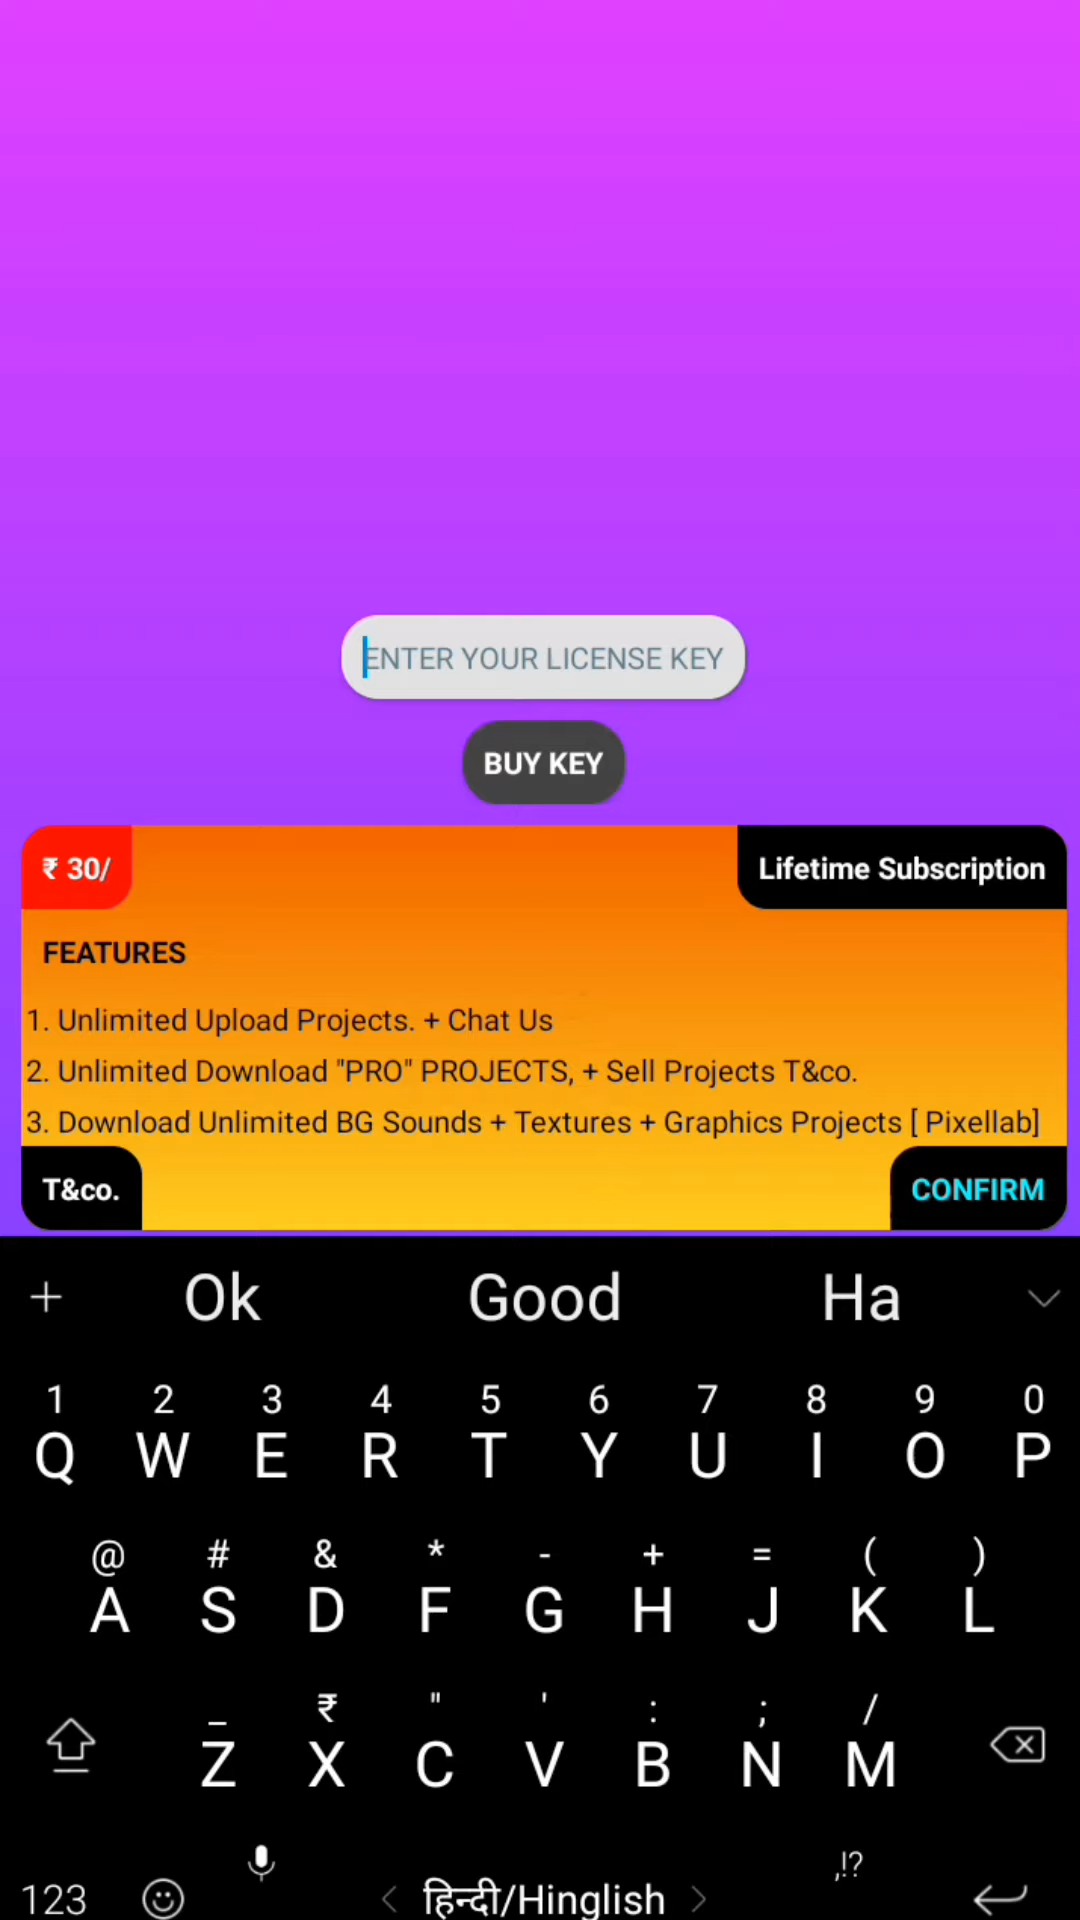 ENTER YOUR LICENSE KEY
BUY KEY
₹ 30/ Lifetime Subscription
FEATURES
1. Unlimited Upload Projects. + Chat Us
2. Unlimited Download "PRO" PROJECTS, + Sell Projects T&co.
3. Download Unlimited BG Sounds + Textures + Graphics Projects [ Pixellab]
T&co. CONFIRM
+ Ok Good Ha
1 2 3 4 5 6 7 8 9 0
Q W E R T Y U I O P
@ # & * - + = ( )
A S D F G H J K L
_ ₹ " ' : ; /
Z X C V B N M
,!?
123 हिन्दी/Hinglish